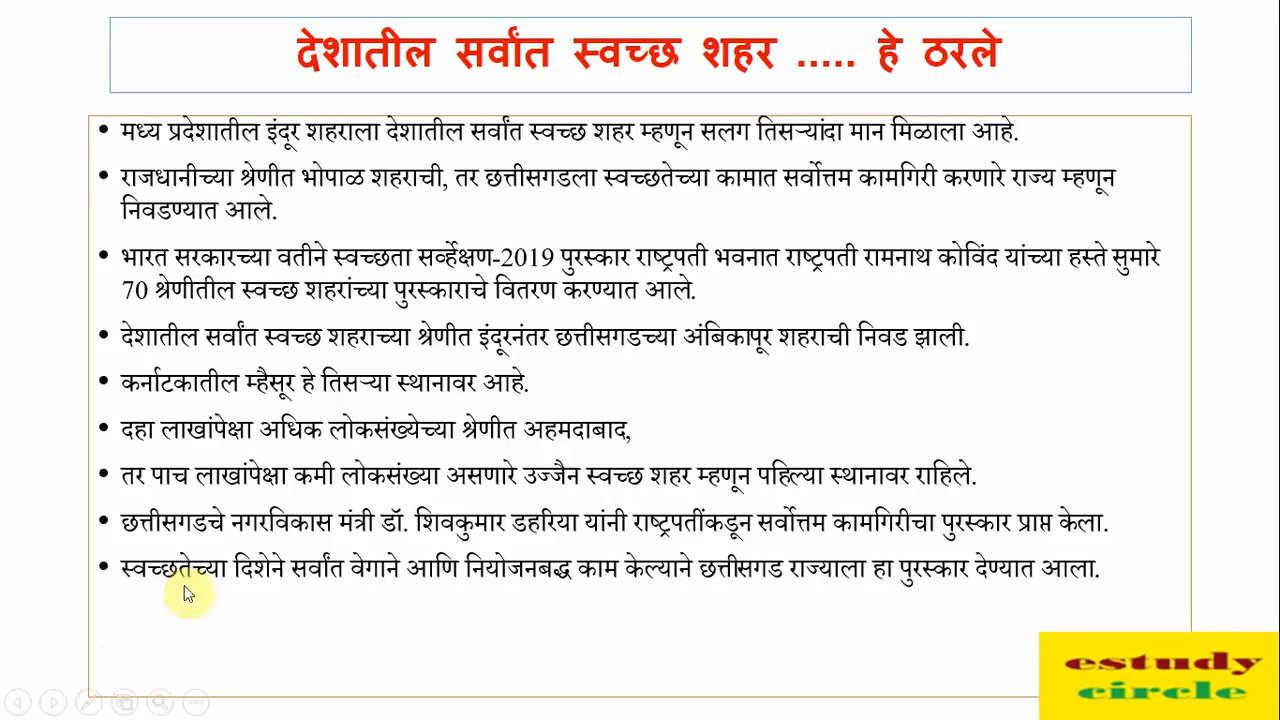 देशातील सर्वांत स्वच्छ शहर ..... हे ठरले
• मध्य प्रदेशातील इंदूर शहराला देशातील सर्वांत स्वच्छ शहर म्हणून सलग तिसऱ्यांदा मान मिळाला आहे.
• राजधानीच्या श्रेणीत भोपाळ शहराची, तर छत्तीसगडला स्वच्छतेच्या कामात सर्वोत्तम कामगिरी करणारे राज्य म्हणून
निवडण्यात आले.
• भारत सरकारच्या वतीने स्वच्छता सर्व्हेक्षण-2019 पुरस्कार राष्ट्रपती भवनात राष्ट्रपती रामनाथ कोविंद यांच्या हस्ते सुमारे
70 श्रेणीतील स्वच्छ शहरांच्या पुरस्काराचे वितरण करण्यात आले.
• देशातील सर्वांत स्वच्छ शहराच्या श्रेणीत इंदूरनंतर छत्तीसगडच्या अंबिकापूर शहराची निवड झाली.
• कर्नाटकातील म्हैसूर हे तिसऱ्या स्थानावर आहे.
• दहा लाखांपेक्षा अधिक लोकसंख्येच्या श्रेणीत अहमदाबाद,
• तर पाच लाखांपेक्षा कमी लोकसंख्या असणारे उज्जैन स्वच्छ शहर म्हणून पहिल्या स्थानावर राहिले.
• छत्तीसगडचे नगरविकास मंत्री डॉ. शिवकुमार डहरिया यांनी राष्ट्रपतींकडून सर्वोत्तम कामगिरीचा पुरस्कार प्राप्त केला.
• स्वच्छतेच्या दिशेने सर्वांत वेगाने आणि नियोजनबद्ध काम केल्याने छत्तीसगड राज्याला हा पुरस्कार देण्यात आला.
estudy
circle